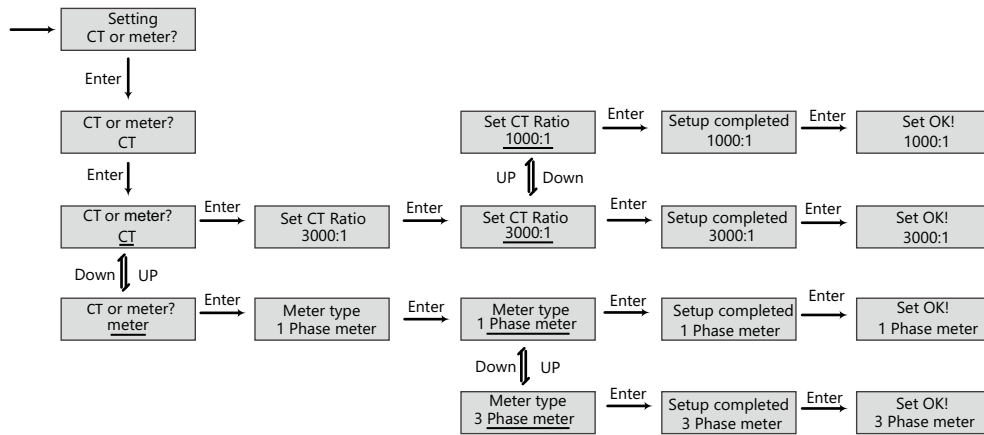 Setting
CT or meter?
Enter
CT or meter?
CT
Enter
Set CT Ratio
1000:1
Enter
Setup completed
1000:1
Enter
Set OK!
1000:1
UP
Down
CT or meter?
CT
Enter
Set CT Ratio
3000:1
Enter
Set CT Ratio
3000:1
Enter
Setup completed
3000:1
Enter
Set OK!
3000:1
Down
UP
CT or meter?
meter
Enter
Meter type
1 Phase meter
Enter
Meter type
1 Phase meter
Enter
Setup completed
1 Phase meter
Enter
Set OK!
1 Phase meter
Down
UP
Meter type
3 Phase meter
Enter
Setup completed
3 Phase meter
Enter
Set OK!
3 Phase meter